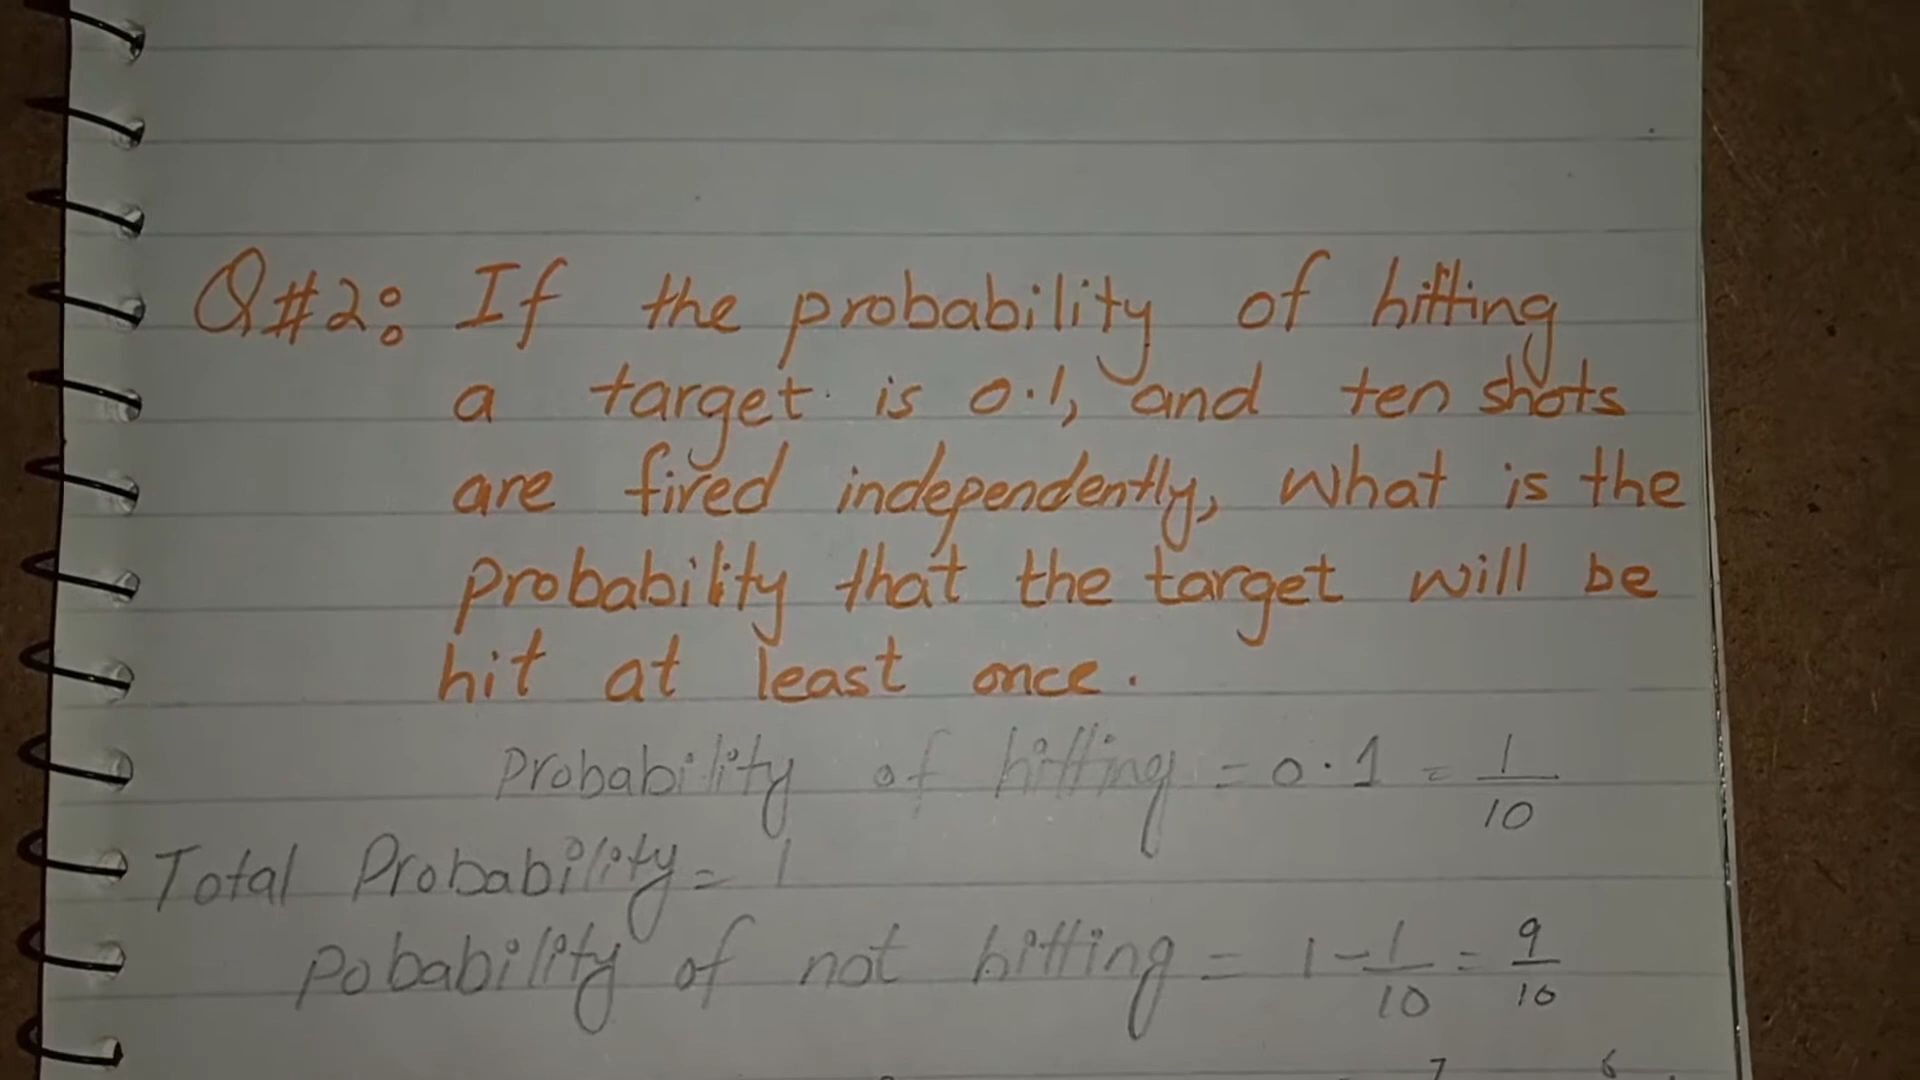 Q#2: If the probability of hitting
a target is 0.1, and ten shots
are fired independently, what is the
probability that the target will be
hit at least once.
Probability of hitting = 0.1 = 1/10
Total Probability = 1
Pobability of not hitting = 1 - 1/10 = 9/10